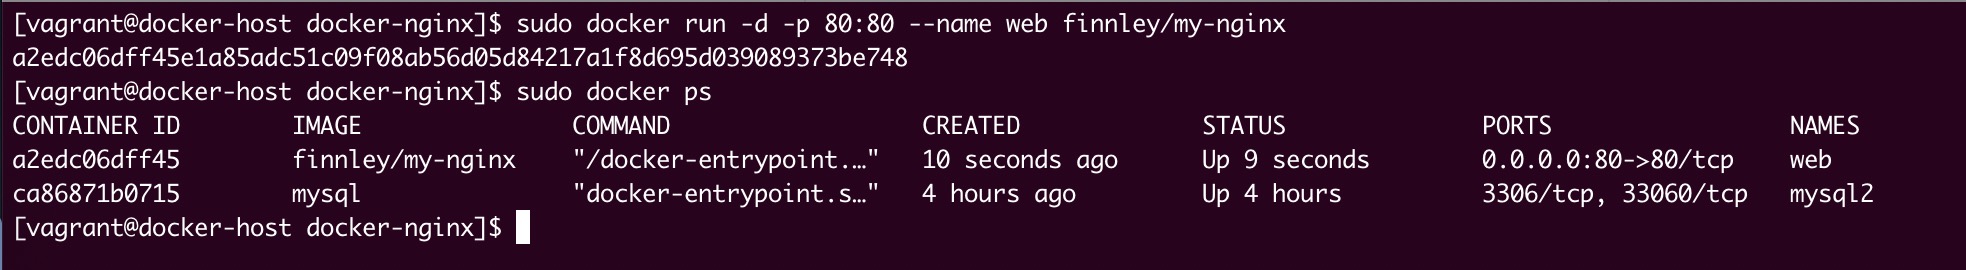 [vagrant@docker-host docker-nginx]$ sudo docker run -d -p 80:80 --name web finnley/my-nginx
a2edc06dff45e1a85adc51c09f08ab56d05d84217a1f8d695d039089373be748
[vagrant@docker-host docker-nginx]$ sudo docker ps
CONTAINER ID        IMAGE               COMMAND                  CREATED             STATUS              PORTS                 NAMES
a2edc06dff45        finnley/my-nginx    "/docker-entrypoint.…"   10 seconds ago      Up 9 seconds        0.0.0.0:80->80/tcp    web
ca86871b0715        mysql               "docker-entrypoint.s…"   4 hours ago         Up 4 hours          3306/tcp, 33060/tcp   mysql2
[vagrant@docker-host docker-nginx]$